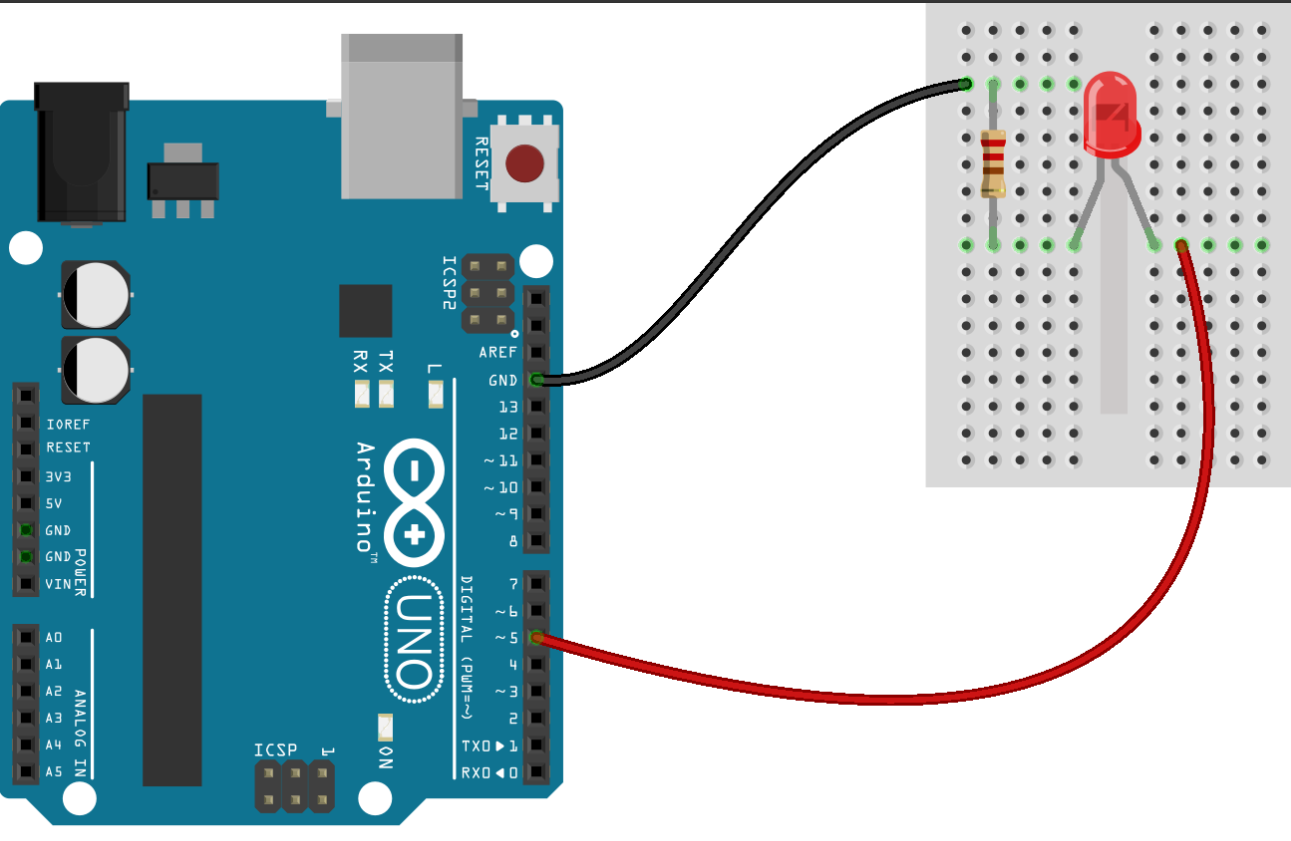 RESET
ICSP2
AREF
GND
RX
TX
L
13
12
~11
~10
~9
8
IOREF
RESET
3V3
5V
GND
GND
VIN
POWER
Arduino™
UNO
DIGITAL (PWM=~)
7
~6
~5
4
~3
2
TX0▶1
RX0◀0
A0
A1
A2
A3
A4
A5
ANALOG IN
ICSP
1
ON